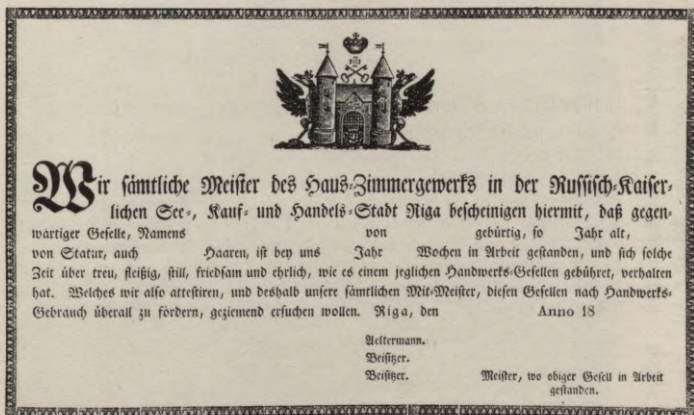 Wir sämtliche Meister des Haus-Zimmergewerks in der Russisch-Kaiser-
lichen See-, Kauf- und Handels-Stadt Riga bescheinigen hiermit, daß gegen-
wärtiger Geselle, Namens von gebürtig, so Jahr alt,
von Statur, auch Haaren, ist bey uns Jahr Wochen in Arbeit gestanden, und sich solche
Zeit über treu, fleißig, still, friedsam und ehrlich, wie es einem jeglichen Handwerks-Gesellen gebühret, verhalten
hat. Welches wir also attestiren, und deshalb unsere sämtlichen Mit-Meister, diesen Gesellen nach Handwerks-
Gebrauch überall zu fördern, geziemend ersuchen wollen. Riga, den Anno 18
Aeltermann.
Beisitzer.
Beisitzer. Meister, wo obiger Gesell in Arbeit
gestanden.